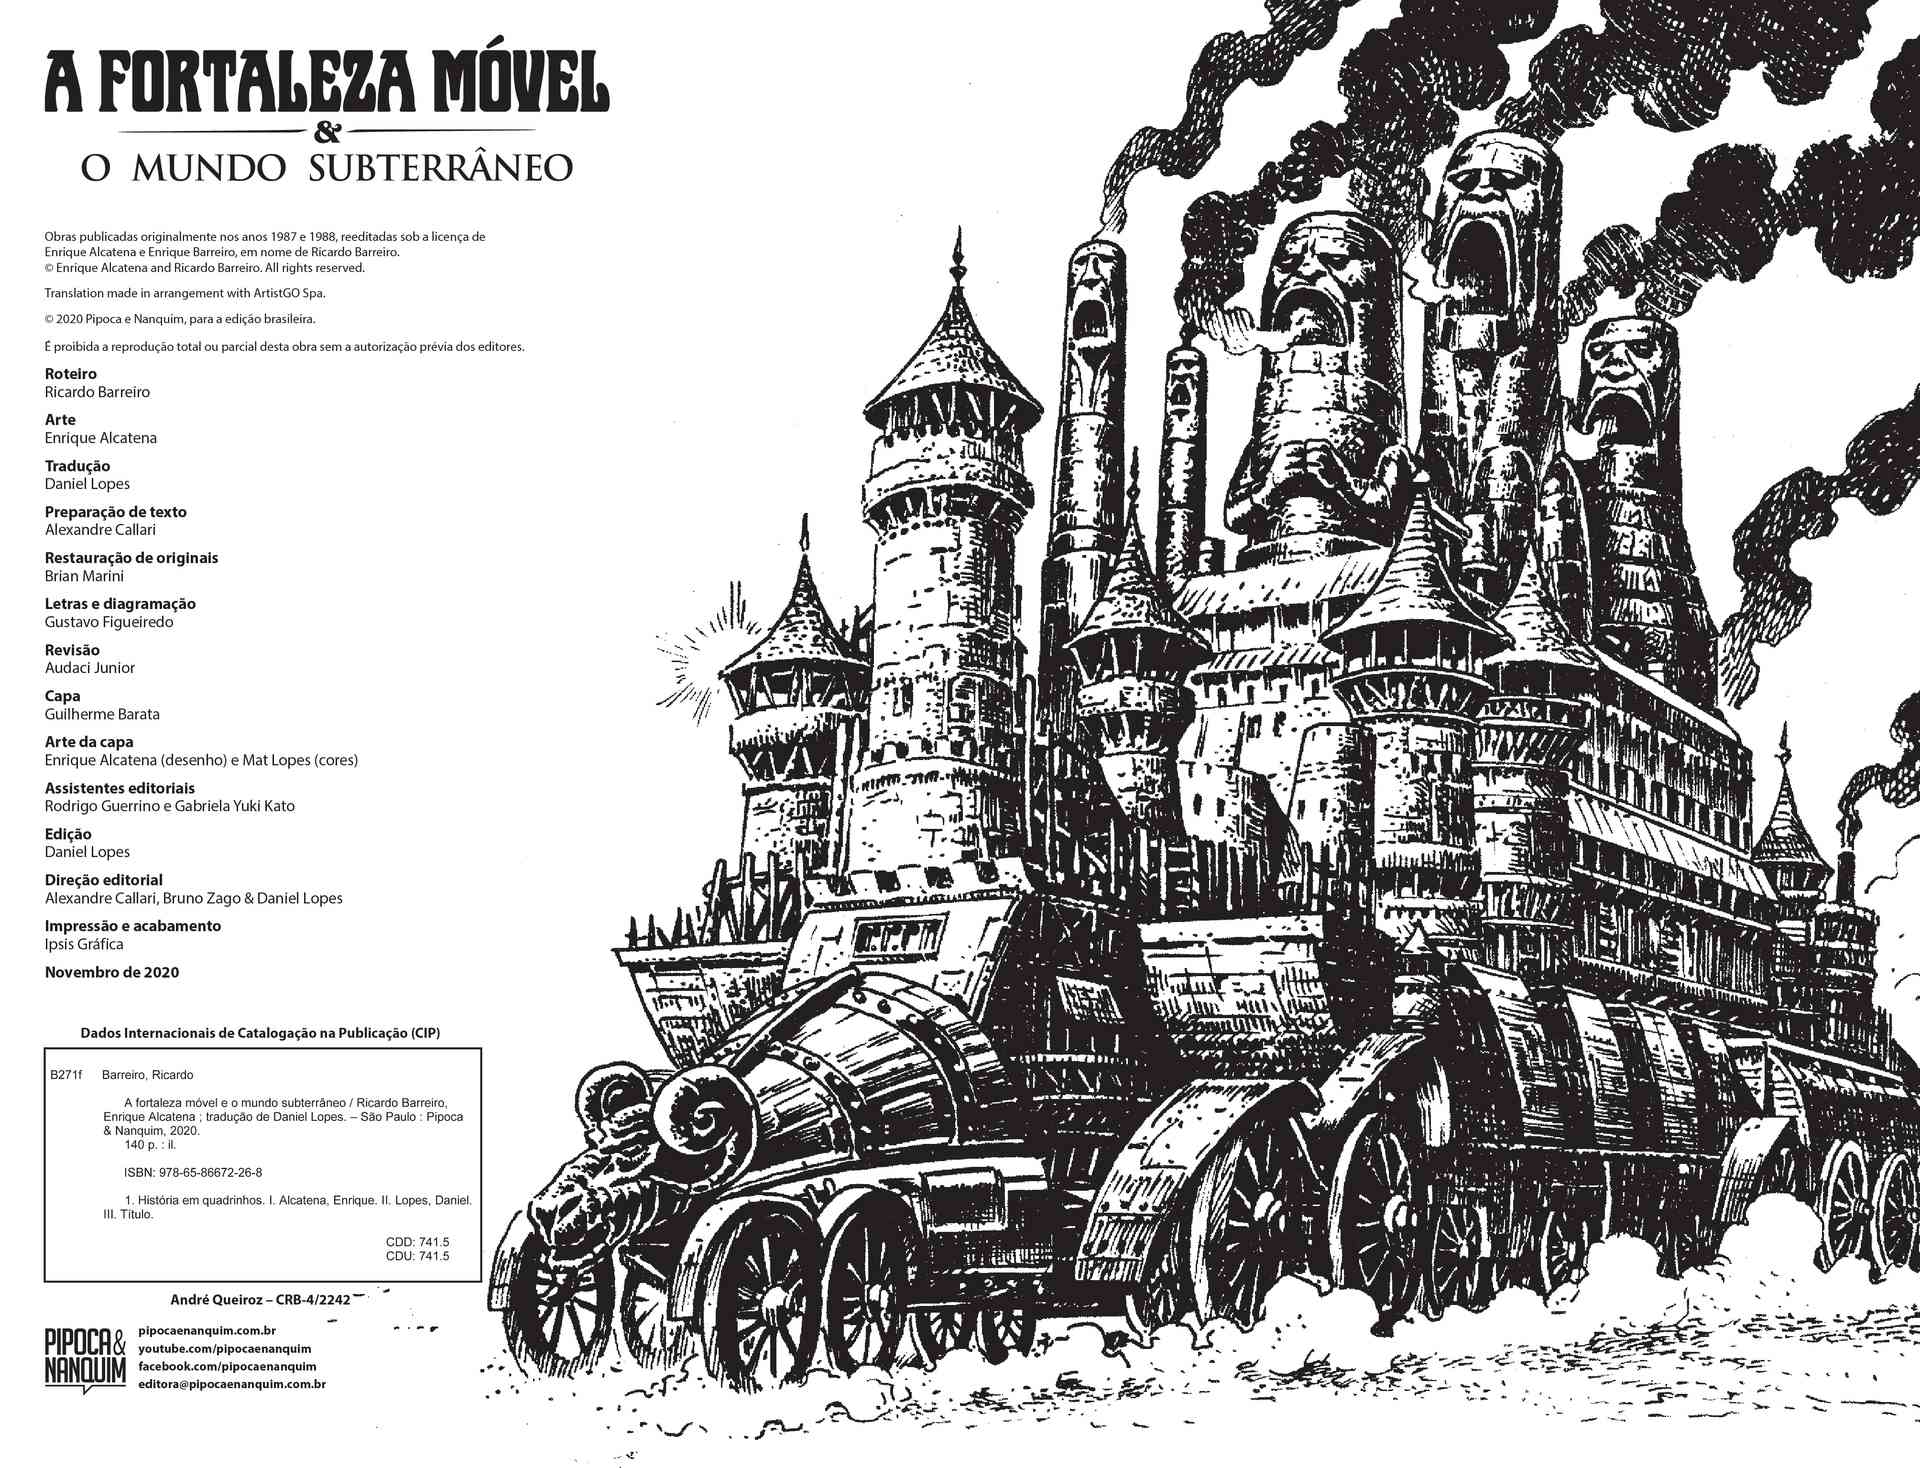 A FORTALEZA MÓVEL
&
O MUNDO SUBTERRÂNEO
Obras publicadas originalmente nos anos 1987 e 1988, reeditadas sob a licença de
Enrique Alcatena e Enrique Barreiro, em nome de Ricardo Barreiro.
© Enrique Alcatena and Ricardo Barreiro. All rights reserved.
Translation made in arrangement with ArtistGO Spa.
© 2020 Pipoca e Nanquim, para a edição brasileira.
É proibida a reprodução total ou parcial desta obra sem a autorização prévia dos editores.
Roteiro
Ricardo Barreiro
Arte
Enrique Alcatena
Tradução
Daniel Lopes
Preparação de texto
Alexandre Callari
Restauração de originais
Brian Marini
Letras e diagramação
Gustavo Figueiredo
Revisão
Audaci Junior
Capa
Guilherme Barata
Arte da capa
Enrique Alcatena (desenho) e Mat Lopes (cores)
Assistentes editoriais
Rodrigo Guerrino e Gabriela Yuki Kato
Edição
Daniel Lopes
Direção editorial
Alexandre Callari, Bruno Zago & Daniel Lopes
Impressão e acabamento
Ipsis Gráfica
Novembro de 2020
Dados Internacionais de Catalogação na Publicação (CIP)
B271f Barreiro, Ricardo
A fortaleza móvel e o mundo subterrâneo / Ricardo Barreiro,
Enrique Alcatena ; tradução de Daniel Lopes. – São Paulo : Pipoca
& Nanquim, 2020.
140 p. : il.
ISBN: 978-65-86672-26-8
1. História em quadrinhos. I. Alcatena, Enrique. II. Lopes, Daniel.
III. Título.
CDD: 741.5
CDU: 741.5
André Queiroz – CRB-4/2242
PIPOCA &
NANQUIM
pipocaenanquim.com.br
youtube.com/pipocaenanquim
facebook.com/pipocaenanquim
editora@pipocaenanquim.com.br